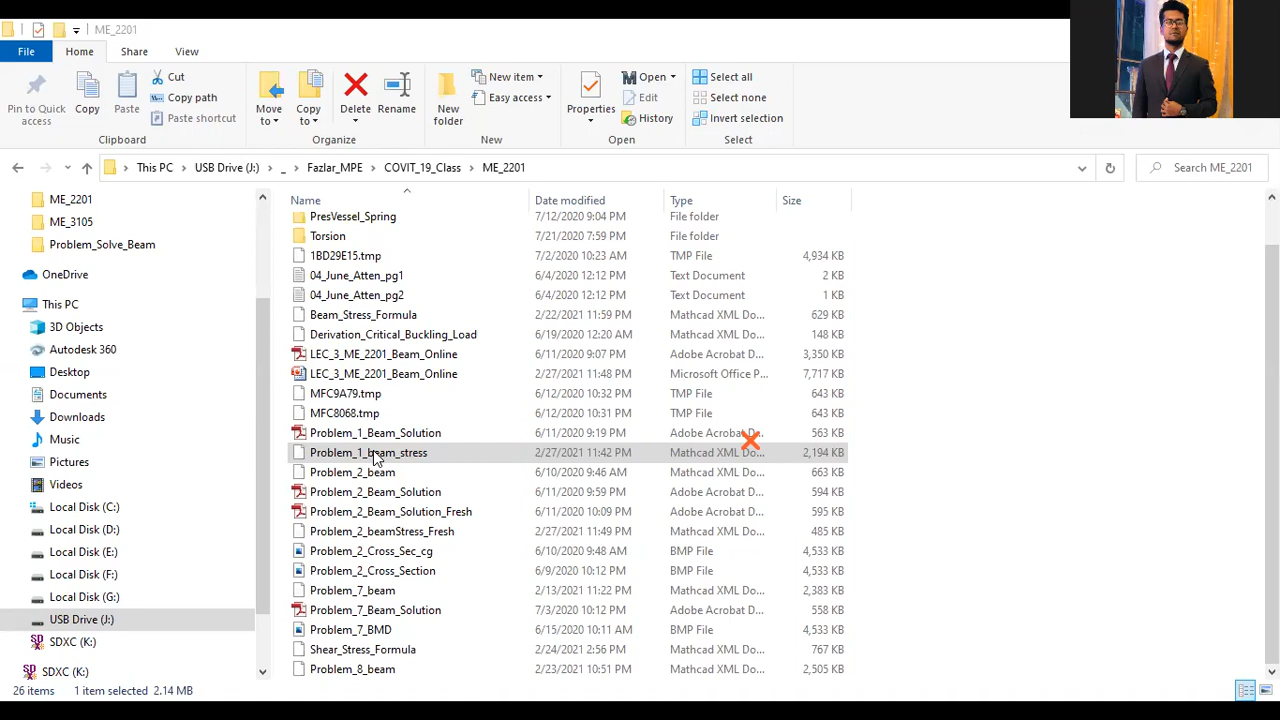 ME_2201
File Home Share View
Pin to Quick access
Copy
Paste
Cut
Copy path
Paste shortcut
Clipboard
Move to
Copy to
Delete
Rename
Organize
New folder
New item
Easy access
New
Properties
Open
Edit
History
Open
Select all
Select none
Invert selection
Select
This PC > USB Drive (J:) > _ > Fazlar_MPE > COVIT_19_Class > ME_2201
Search ME_2201
ME_2201
ME_3105
Problem_Solve_Beam
OneDrive
This PC
3D Objects
Autodesk 360
Desktop
Documents
Downloads
Music
Pictures
Videos
Local Disk (C:)
Local Disk (D:)
Local Disk (E:)
Local Disk (F:)
Local Disk (G:)
USB Drive (J:)
SDXC (K:)
SDXC (K:)
Name Date modified Type Size
PresVessel_Spring 7/12/2020 9:04 PM File folder
Torsion 7/21/2020 7:59 PM File folder
1BD29E15.tmp 7/2/2020 10:23 AM TMP File 4,934 KB
04_June_Atten_pg1 6/4/2020 12:12 PM Text Document 2 KB
04_June_Atten_pg2 6/4/2020 12:12 PM Text Document 1 KB
Beam_Stress_Formula 2/22/2021 11:59 PM Mathcad XML Do... 629 KB
Derivation_Critical_Buckling_Load 6/19/2020 12:20 AM Mathcad XML Do... 148 KB
LEC_3_ME_2201_Beam_Online 6/11/2020 9:07 PM Adobe Acrobat D... 3,350 KB
LEC_3_ME_2201_Beam_Online 2/27/2021 11:48 PM Microsoft Office P... 7,717 KB
MFC9A79.tmp 6/12/2020 10:32 PM TMP File 643 KB
MFC8068.tmp 6/12/2020 10:31 PM TMP File 643 KB
Problem_1_Beam_Solution 6/11/2020 9:19 PM Adobe Acrobat D... 563 KB
Problem_1_beam_stress 2/27/2021 11:42 PM Mathcad XML Do... 2,194 KB
Problem_2_beam 6/10/2020 9:46 AM Mathcad XML Do... 663 KB
Problem_2_Beam_Solution 6/11/2020 9:59 PM Adobe Acrobat D... 594 KB
Problem_2_Beam_Solution_Fresh 6/11/2020 10:09 PM Adobe Acrobat D... 595 KB
Problem_2_beamStress_Fresh 2/27/2021 11:49 PM Mathcad XML Do... 485 KB
Problem_2_Cross_Sec_cg 6/10/2020 9:48 AM BMP File 4,533 KB
Problem_2_Cross_Section 6/9/2020 10:12 PM BMP File 4,533 KB
Problem_7_beam 2/13/2021 11:22 PM Mathcad XML Do... 2,383 KB
Problem_7_Beam_Solution 7/3/2020 10:12 PM Adobe Acrobat D... 558 KB
Problem_7_BMD 6/15/2020 10:11 AM BMP File 4,533 KB
Shear_Stress_Formula 2/24/2021 2:56 PM Mathcad XML Do... 767 KB
Problem_8_beam 2/23/2021 10:51 PM Mathcad XML Do... 2,505 KB
26 items 1 item selected 2.14 MB